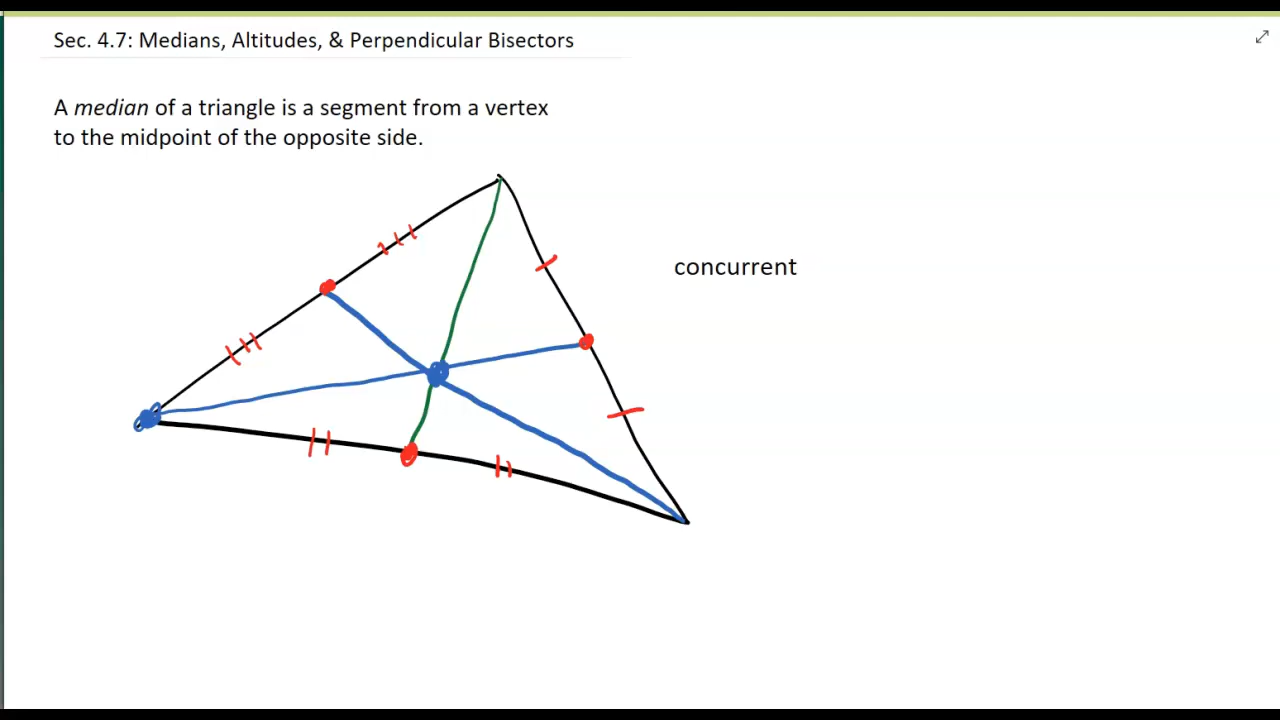 Sec. 4.7: Medians, Altitudes, & Perpendicular Bisectors
A median of a triangle is a segment from a vertex
to the midpoint of the opposite side.
concurrent